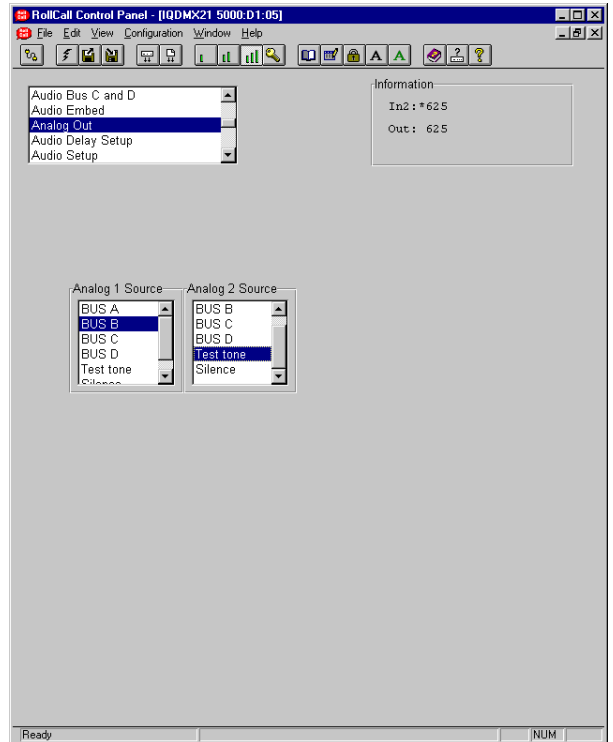 RollCall Control Panel - [IQDMX21 5000:D1:05]
File Edit View Configuration Window Help
A A
Audio Bus C and D
Audio Embed
Analog Out
Audio Delay Setup
Audio Setup
Information
In2:*625
Out: 625
Analog 1 Source
BUS A
BUS B
BUS C
BUS D
Test tone
Silence
Analog 2 Source
BUS B
BUS C
BUS D
Test tone
Silence
Ready
NUM